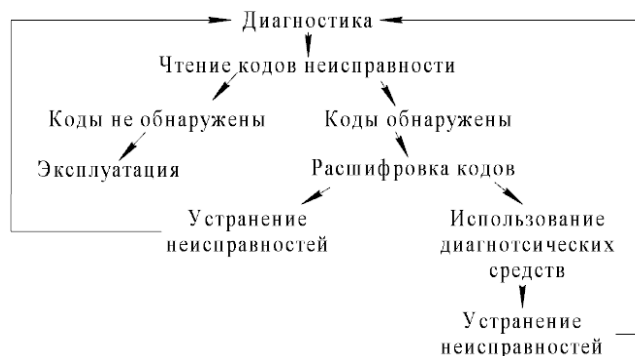 Диагностика
Чтение кодов неисправности
Коды не обнаружены
Коды обнаружены
Эксплуатация
Расшифровка кодов
Устранение
неисправностей
Использование
диагнотсических
средств
Устранение
неисправностей